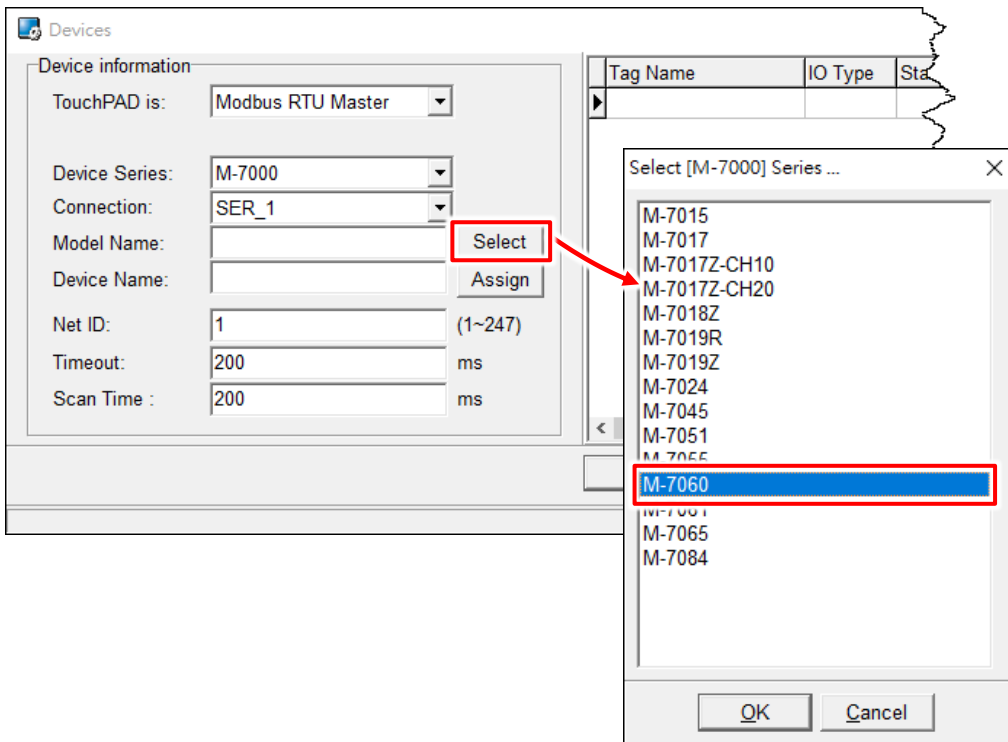 Devices
Device information
TouchPAD is: Modbus RTU Master
Device Series: M-7000
Connection: SER_1
Model Name: Select
Device Name: Assign
Net ID: 1 (1~247)
Timeout: 200 ms
Scan Time : 200 ms
Tag Name IO Type
Select [M-7000] Series ...
M-7015
M-7017
M-7017Z-CH10
M-7017Z-CH20
M-7018Z
M-7019R
M-7019Z
M-7024
M-7045
M-7051
M-7055
M-7060
M-7061
M-7065
M-7084
OK Cancel